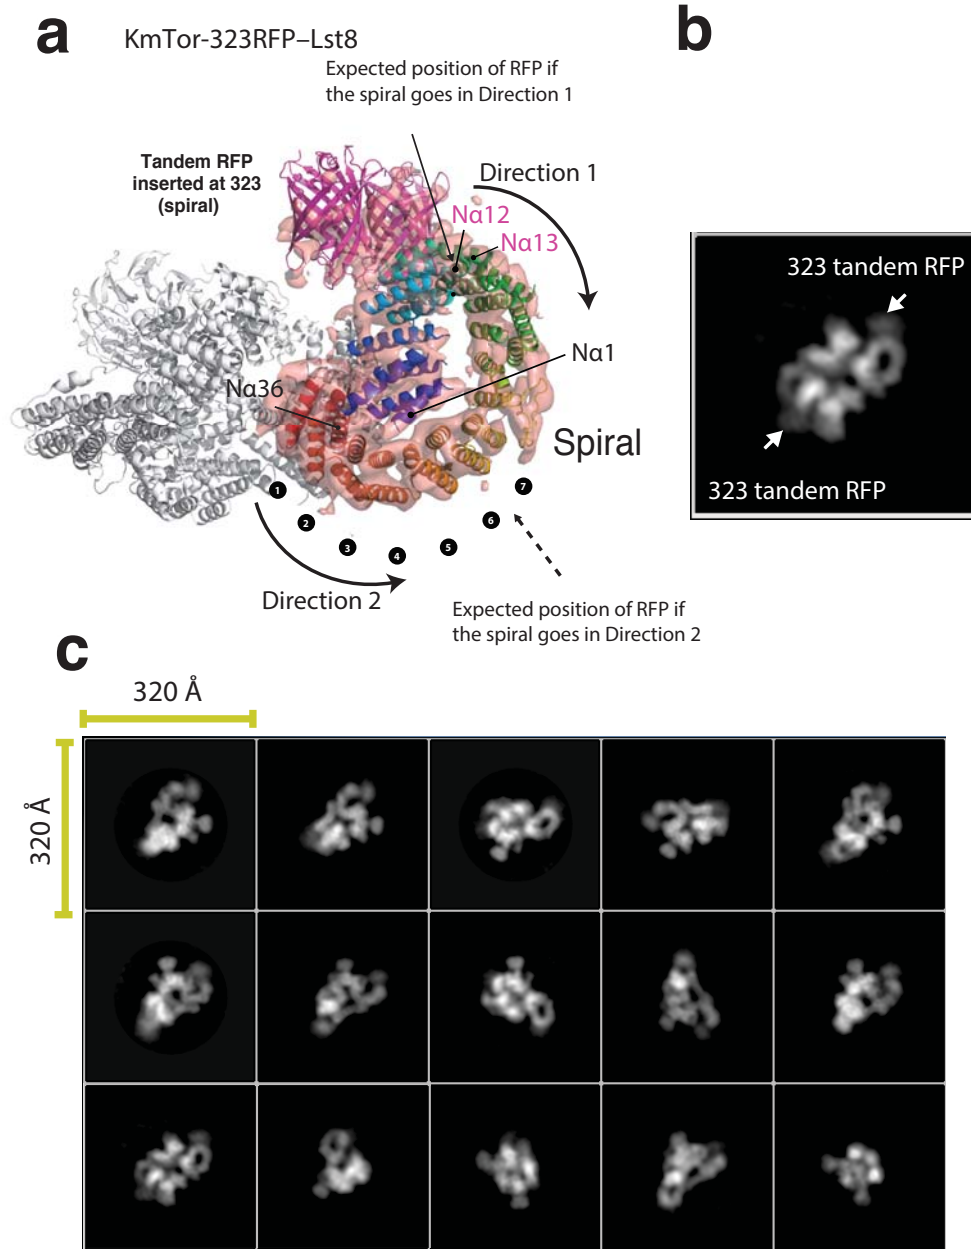 a
KmTor-323RFP–Lst8
b
Expected position of RFP if
the spiral goes in Direction 1
Tandem RFP
inserted at 323
(spiral)
Direction 1
Nα12
Nα13
323 tandem RFP
Nα1
Nα36
Spiral
323 tandem RFP
1
2
3
4
5
6
7
Direction 2
Expected position of RFP if
the spiral goes in Direction 2
c
320 Å
320 Å